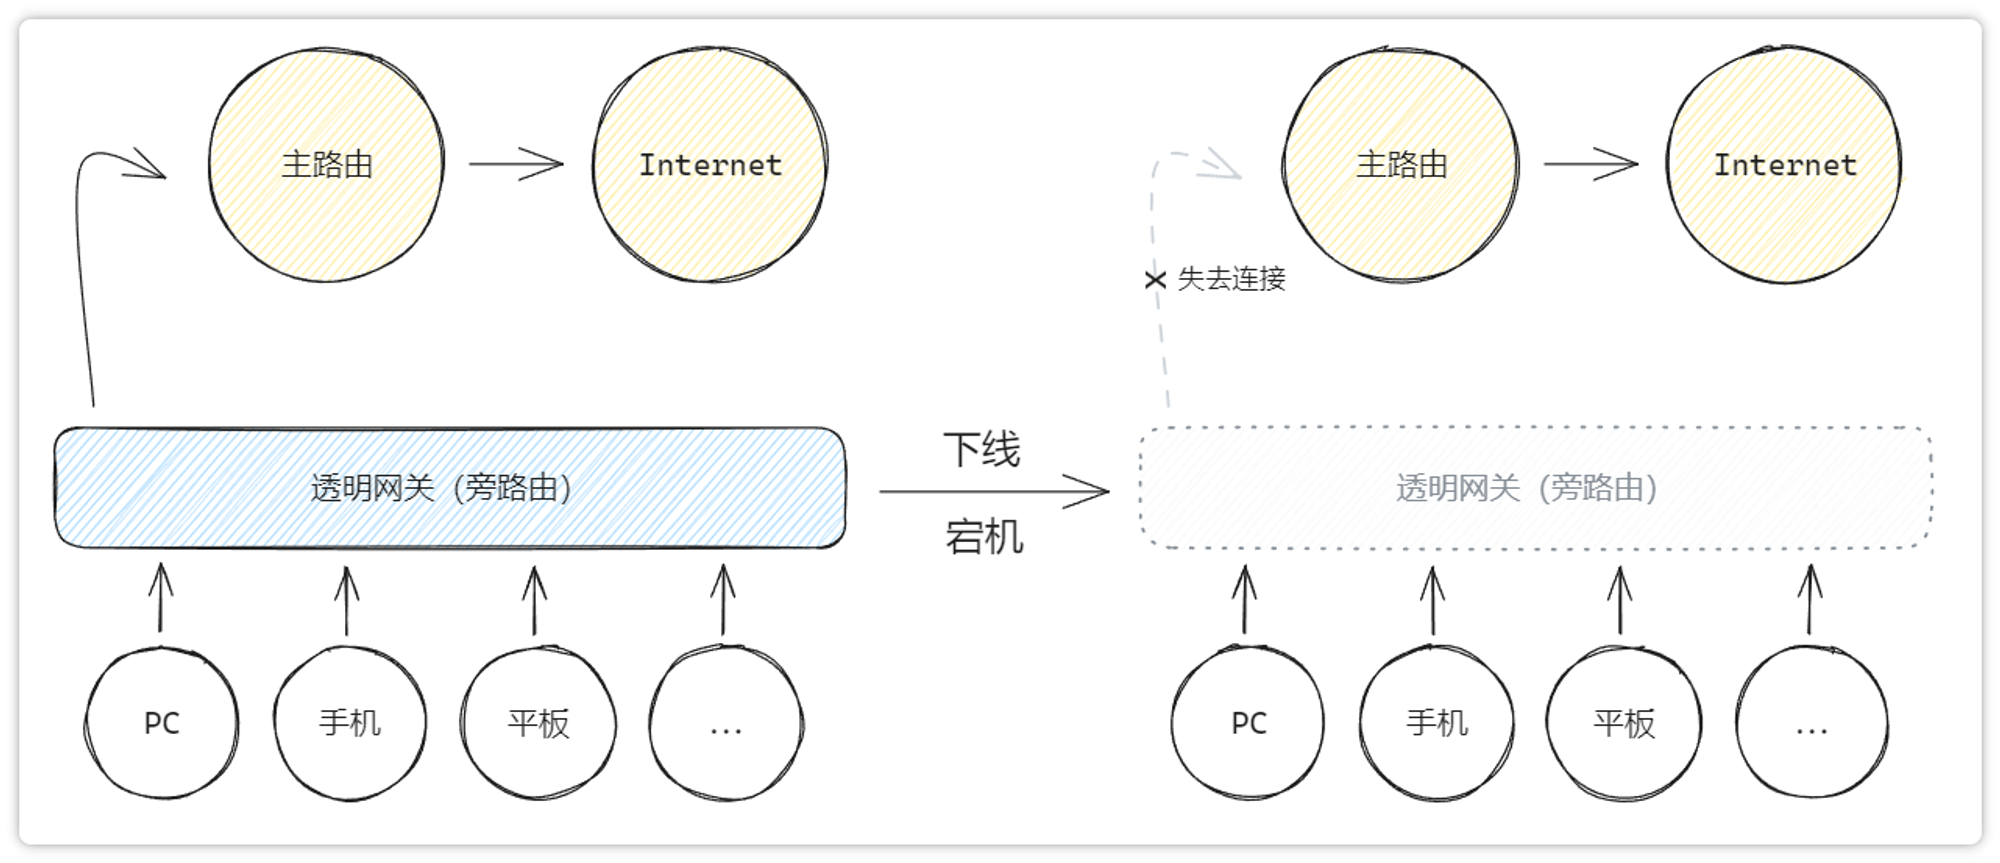 主路由
Internet
主路由
Internet
× 失去连接
透明网关（旁路由）
下线
宕机
透明网关（旁路由）
PC
手机
平板
...
PC
手机
平板
...